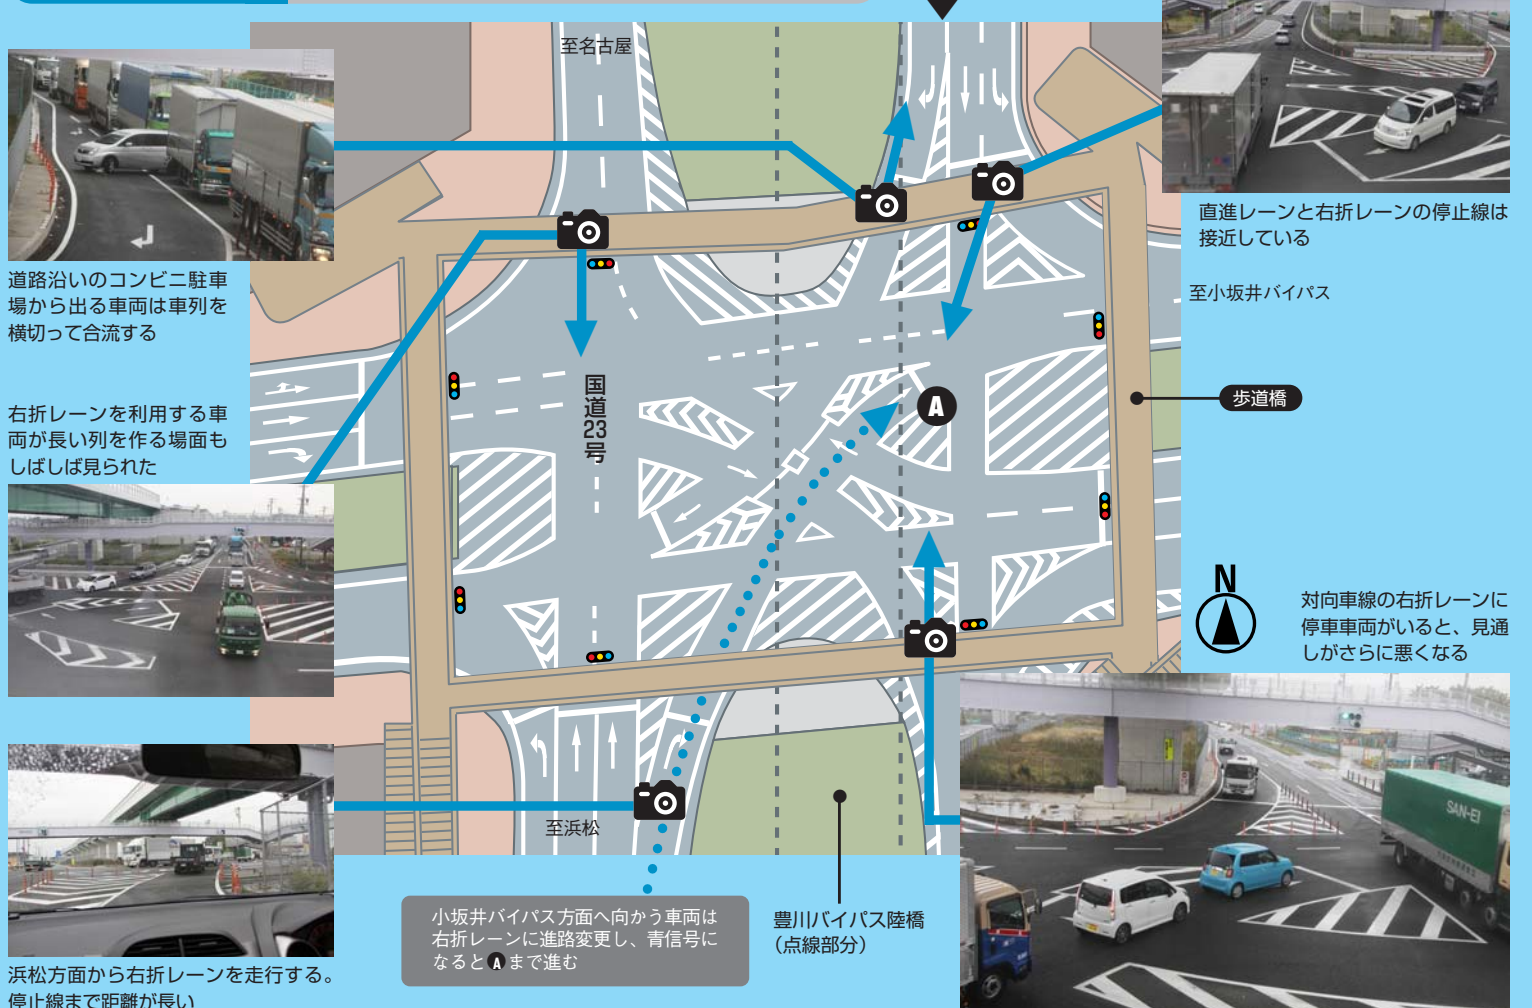 至名古屋
直進レーンと右折レーンの停止線は
接近している
道路沿いのコンビニ駐車
場から出る車両は車列を
横切って合流する
至小坂井バイパス
国道23号
A
歩道橋
右折レーンを利用する車
両が長い列を作る場面も
しばしば見られた
N
対向車線の右折レーンに
停車車両がいると、見通
しがさらに悪くなる
SAN-EI
至浜松
小坂井バイパス方面へ向かう車両は
右折レーンに進路変更し、青信号に
なるとAまで進む
豊川バイパス陸橋
（点線部分）
浜松方面から右折レーンを走行する。
停止線まで距離が長い